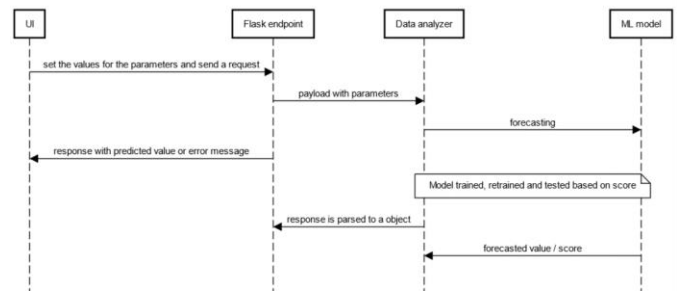 UI
Flask endpoint
Data analyzer
ML model
set the values for the parameters and send a request
payload with parameters
forecasting
response with predicted value or error message
Model trained, retrained and tested based on score
response is parsed to a object
forecasted value / score